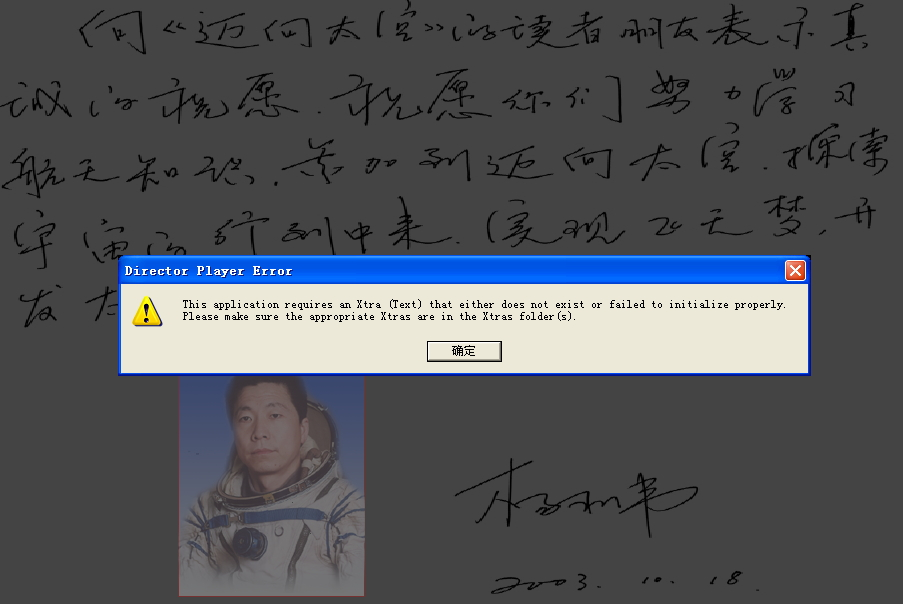 向《迈向太空》的读者朋友表示真
诚的祝愿.祝愿你们努力学习
航天知识.参加到迈向太空.探索
宇宙的行列中来.实现飞天梦,开
发太
Director Player Error
This application requires an Xtra (Text) that either does not exist or failed to initialize properly.
Please make sure the appropriate Xtras are in the Xtras folder(s).
确定
杨利伟
2003.10.18.